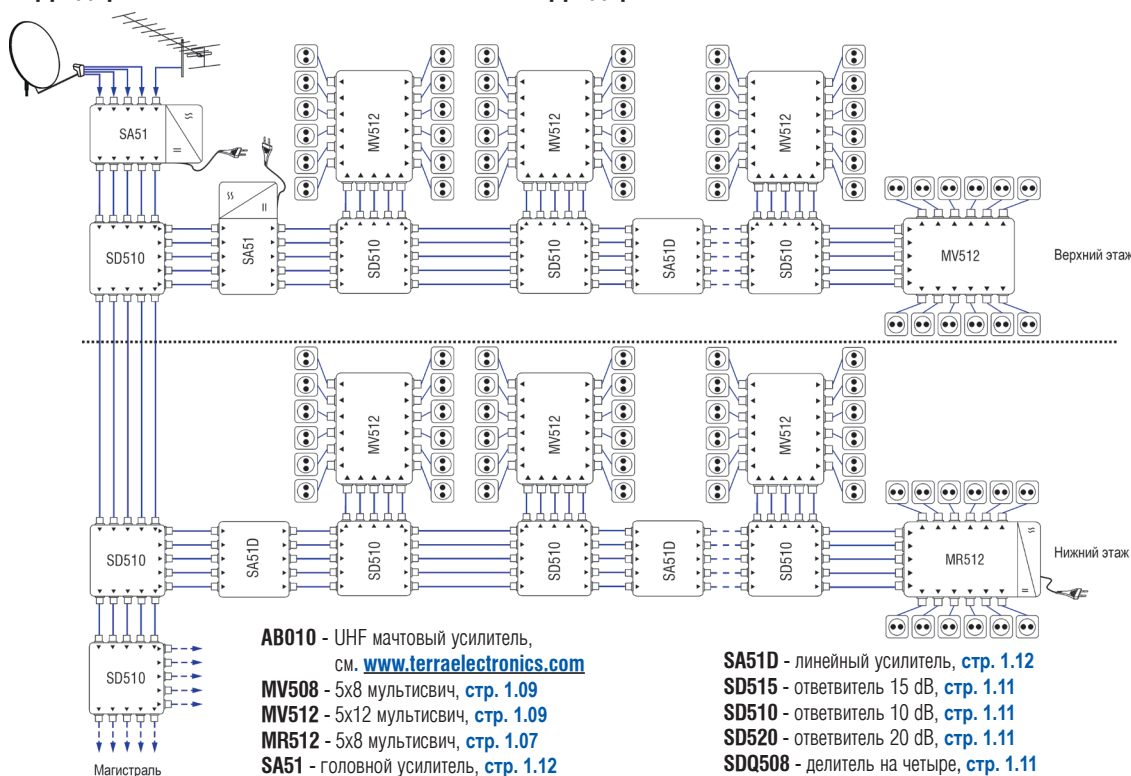 SA51
MV512
MV512
MV512
SD510
SA51
SD510
SD510
SA51D
SD510
MV512
Верхний этаж
MV512
MV512
MV512
SD510
SA51D
SD510
SD510
SA51D
SD510
MR512
Нижний этаж
SD510
Магистраль
AB010 - UHF мачтовый усилитель,
см. www.terraelectronics.com
MV508 - 5x8 мультисвич, стр. 1.09
MV512 - 5x12 мультисвич, стр. 1.09
MR512 - 5x8 мультисвич, стр. 1.07
SA51 - головной усилитель, стр. 1.12
SA51D - линейный усилитель, стр. 1.12
SD515 - ответвитель 15 dB, стр. 1.11
SD510 - ответвитель 10 dB, стр. 1.11
SD520 - ответвитель 20 dB, стр. 1.11
SDQ508 - делитель на четыре, стр. 1.11